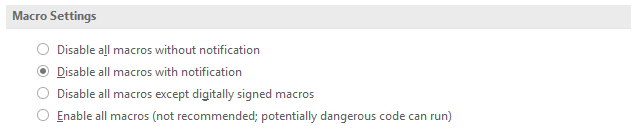 Macro Settings
Disable all macros without notification
Disable all macros with notification
Disable all macros except digitally signed macros
Enable all macros (not recommended; potentially dangerous code can run)